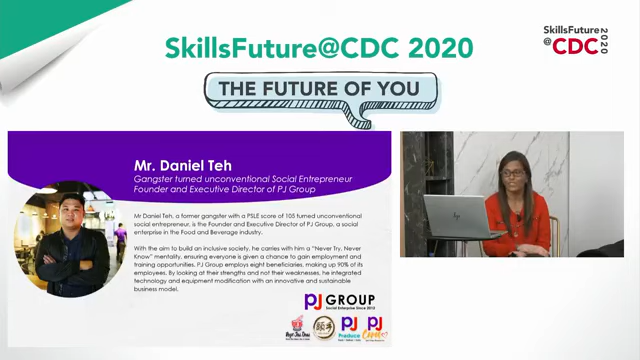 SkillsFuture
@CDC
2020
SkillsFuture@CDC 2020
THE FUTURE OF YOU
Mr. Daniel Teh
Gangster turned unconventional Social Entrepreneur
Founder and Executive Director of PJ Group
Mr Daniel Teh, a former gangster with a PSLE score of 105 turned unconventional
social entrepreneur, is the Founder and Executive Director of PJ Group, a social
enterprise in the Food and Beverage industry.
With the aim to build an inclusive society, he carries with him a "Never Try, Never
Know" mentality, ensuring everyone is given a chance to gain employment and
training opportunities. PJ Group employs eight beneficiaries, making up 90% of its
employees. By looking at their strengths and not their weaknesses, he integrated
technology and equipment modification with an innovative and sustainable
business model.
PJ GROUP
Social Enterprise Since 2012
PJ
Produce
PJ
hp